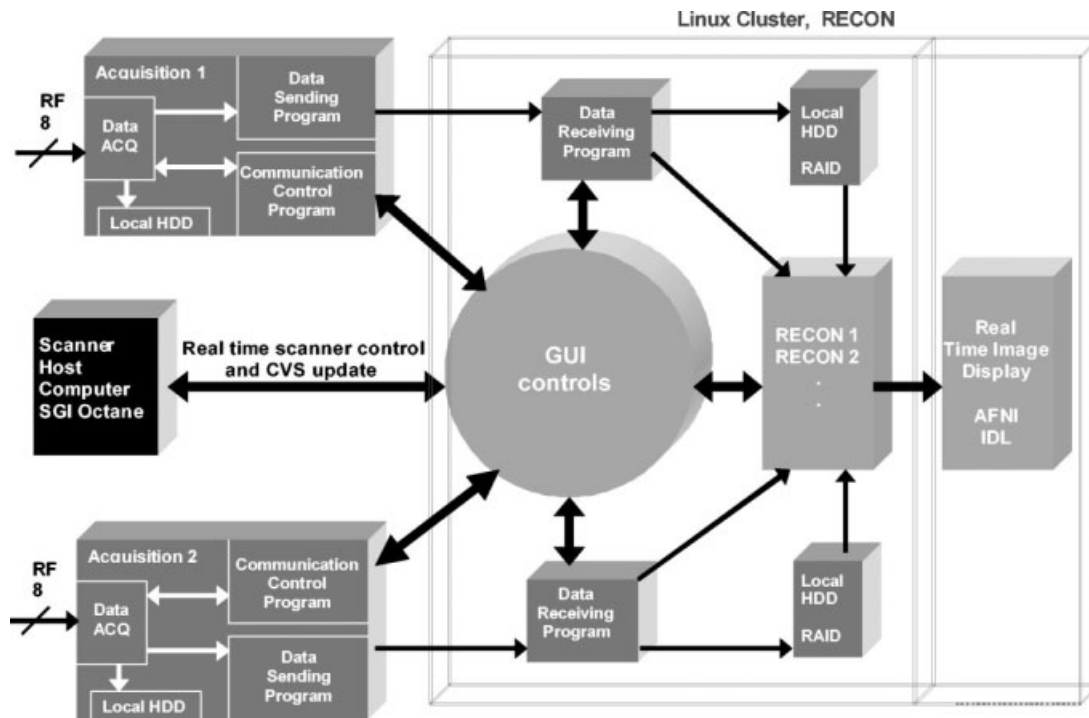 Linux Cluster, RECON
Acquisition 1
RF
8
Data
ACQ
Data
Sending
Program
Communication
Control
Program
Local HDD
Data
Receiving
Program
Local
HDD
RAID
Scanner
Host
Computer
SGI Octane
Real time scanner control
and CVS update
GUI
controls
RECON 1
RECON 2
.
.
Real
Time Image
Display
AFNI
IDL
Acquisition 2
RF
8
Data
ACQ
Communication
Control
Program
Data
Sending
Program
Local HDD
Data
Receiving
Program
Local
HDD
RAID